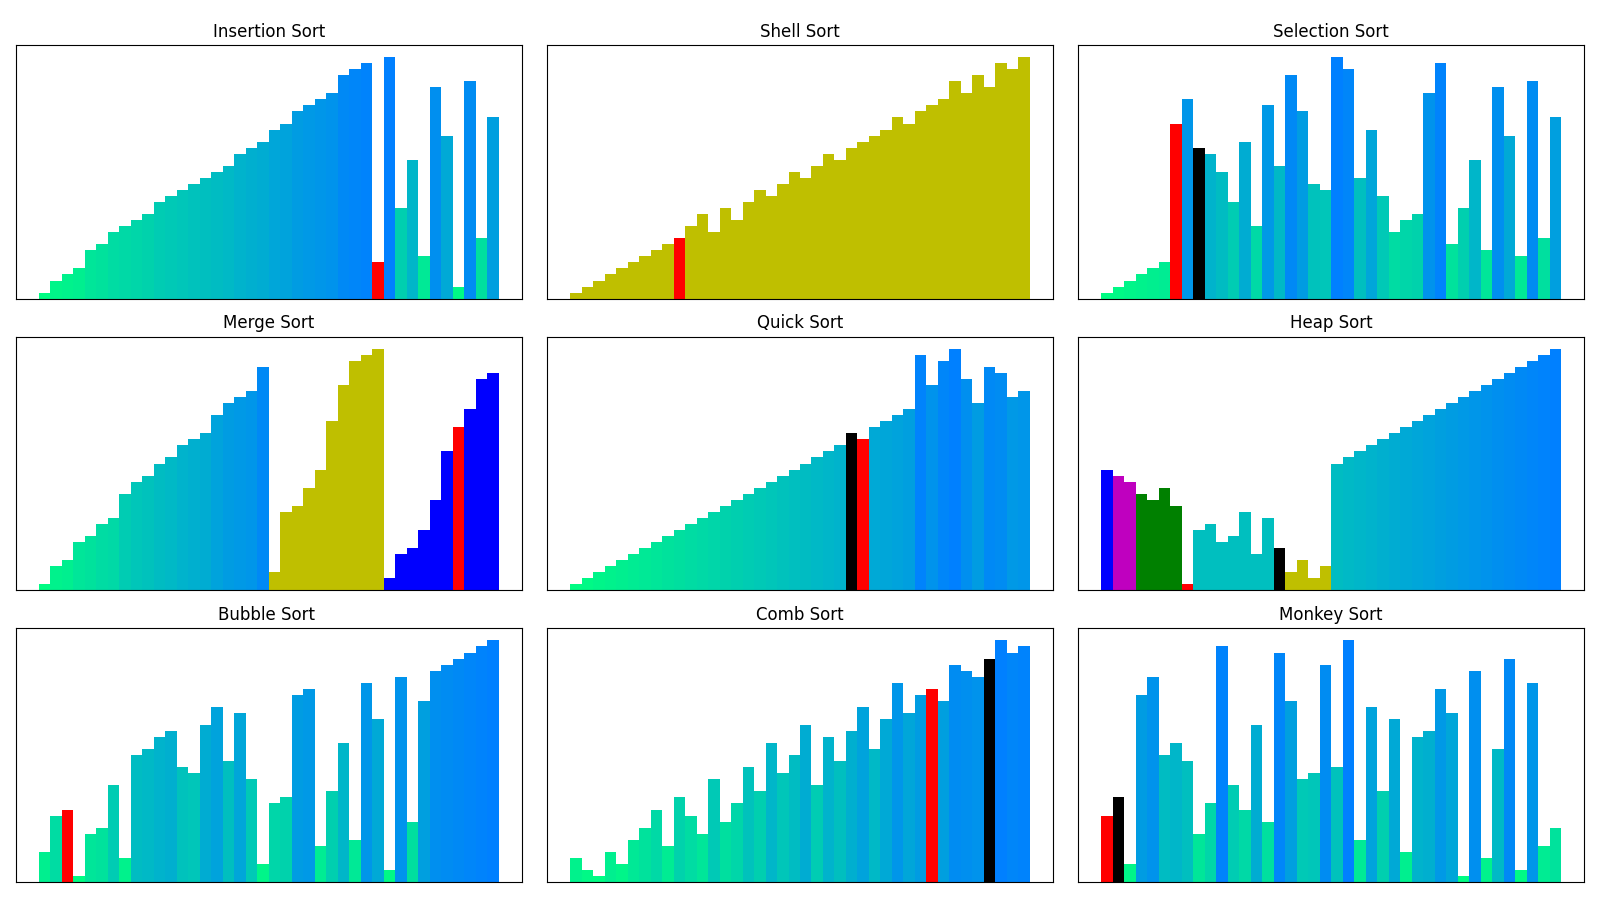 Insertion Sort
Shell Sort
Selection Sort
Merge Sort
Quick Sort
Heap Sort
Bubble Sort
Comb Sort
Monkey Sort